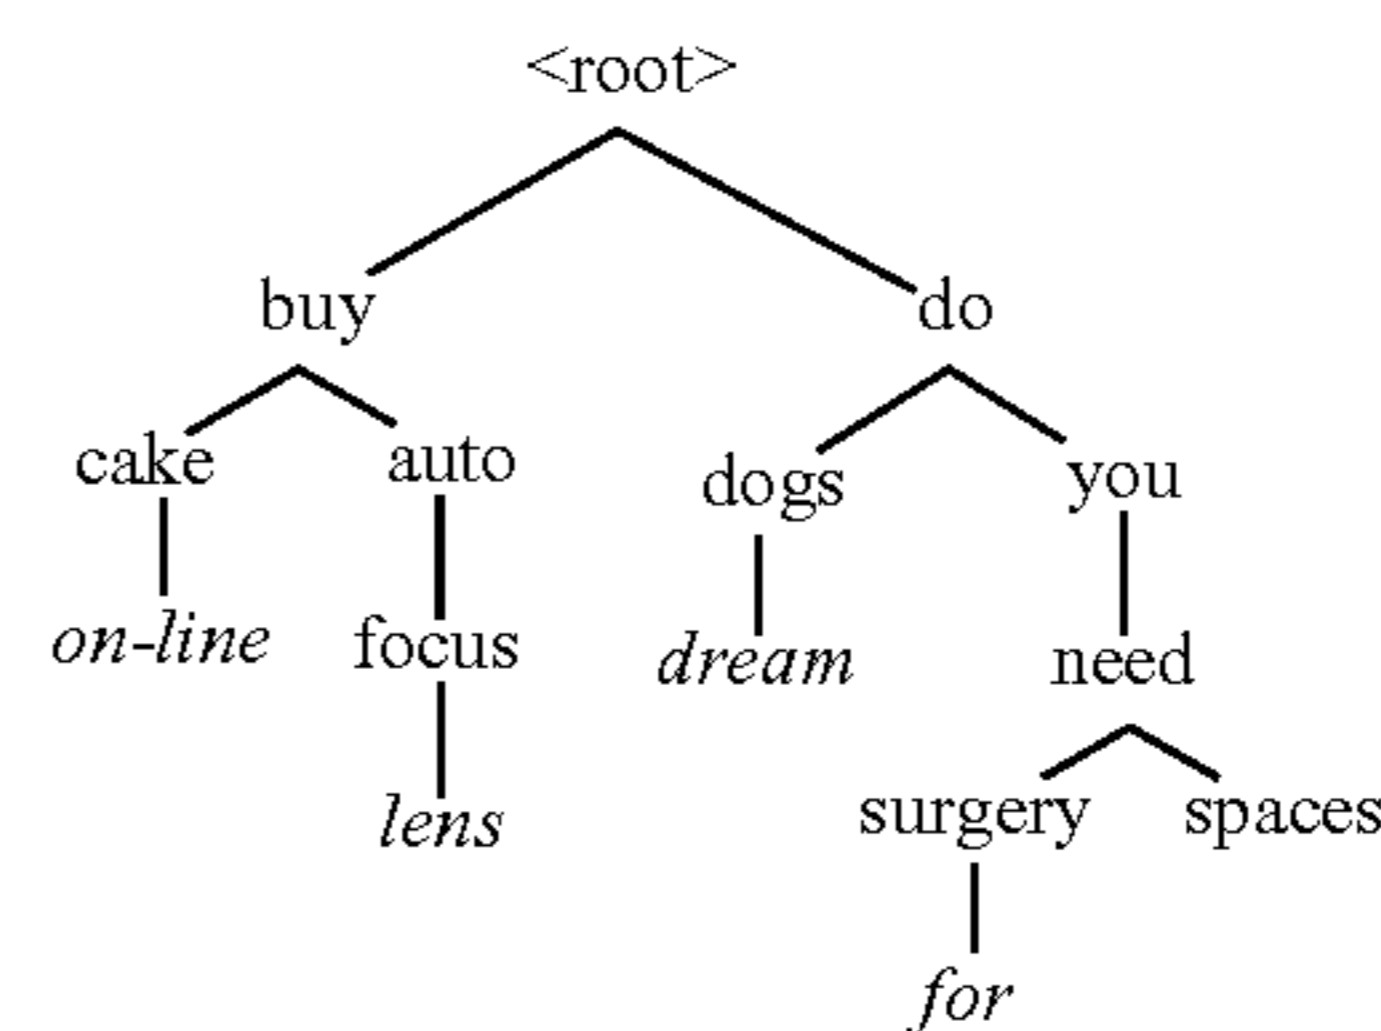 <root>
buy do
cake auto dogs you
on-line focus dream need
lens surgery spaces
for